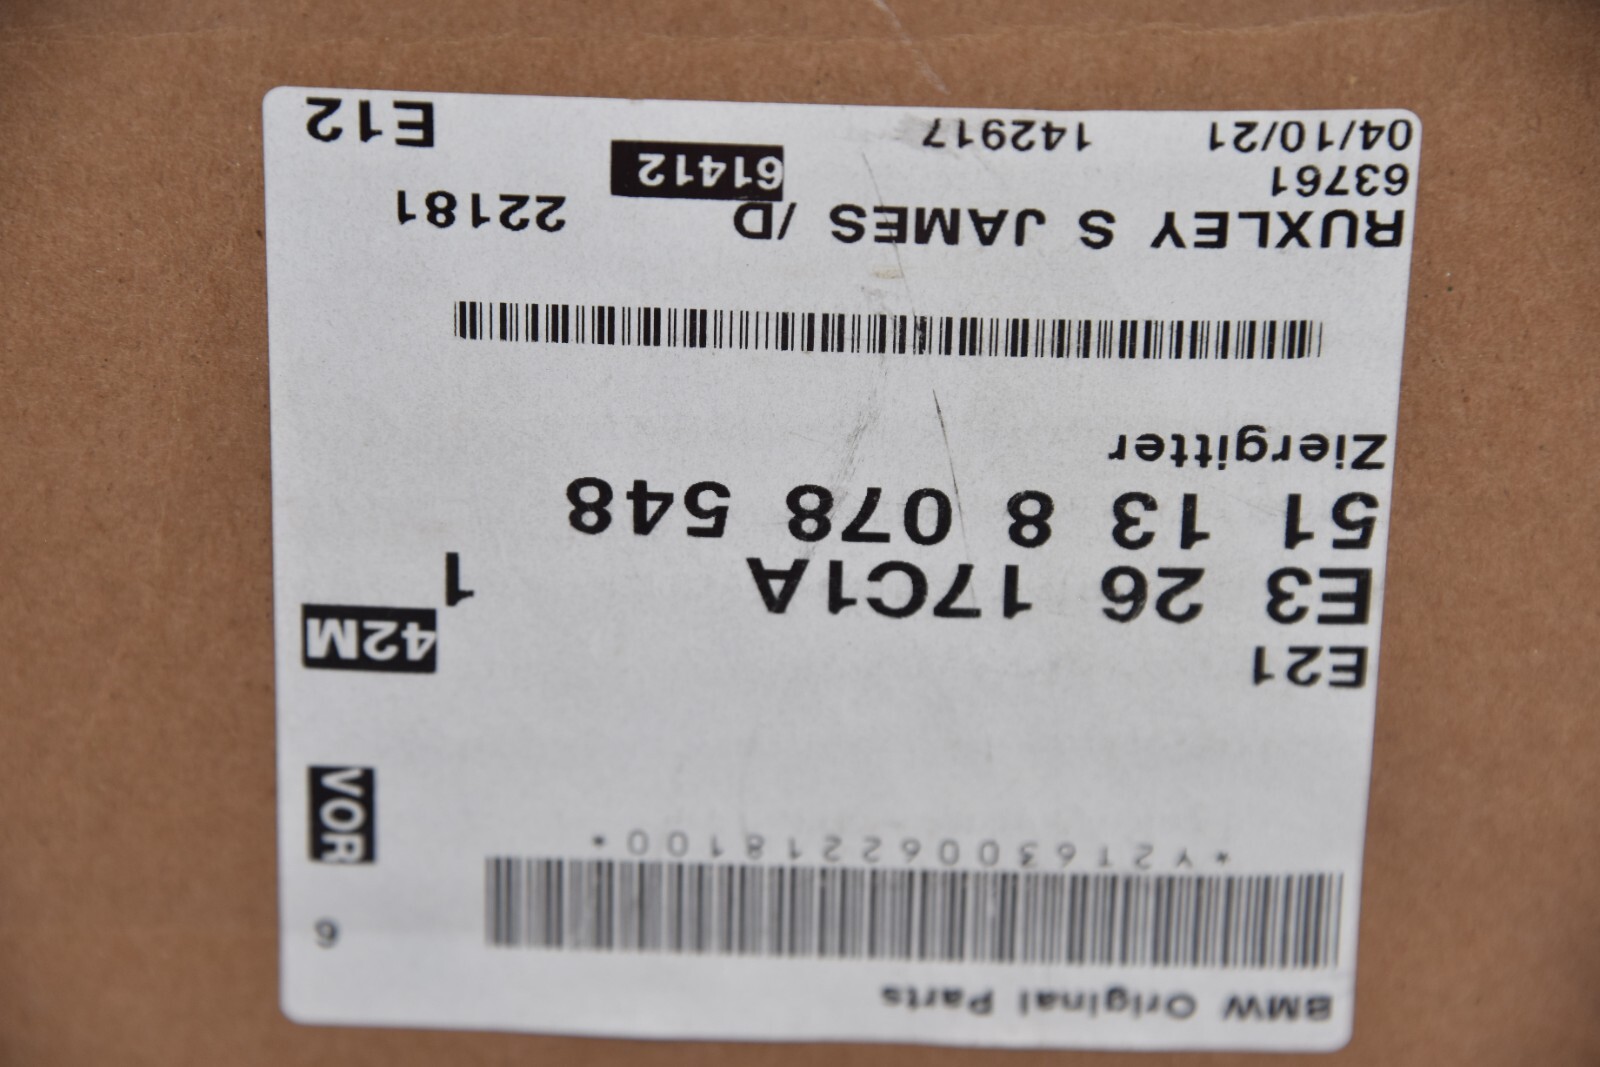 BMW Original Parts
*Y2T6300622218100*
6
VOR
E21
42M
E3 26 17C1A 1
51 13 8 078 548
Ziergitter
RUXLEY S JAMES /D 22181
63761 61412
04/10/21 142917 E12